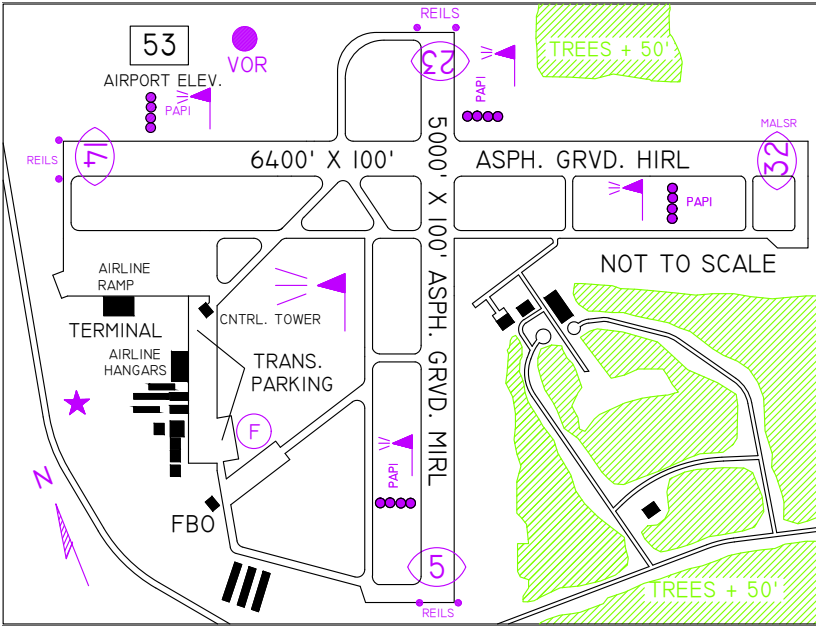 REILS
53
VOR
AIRPORT ELEV.
PAPI
23
PAPI
TREES + 50'
MALSR
REILS
14
6400' X 100'
ASPH. GRVD. HIRL
32
5000' X 100' ASPH. GRVD. MIRL
PAPI
NOT TO SCALE
AIRLINE
RAMP
TERMINAL
CNTRL. TOWER
AIRLINE
HANGARS
TRANS.
PARKING
F
PAPI
N
FBO
5
REILS
TREES + 50'